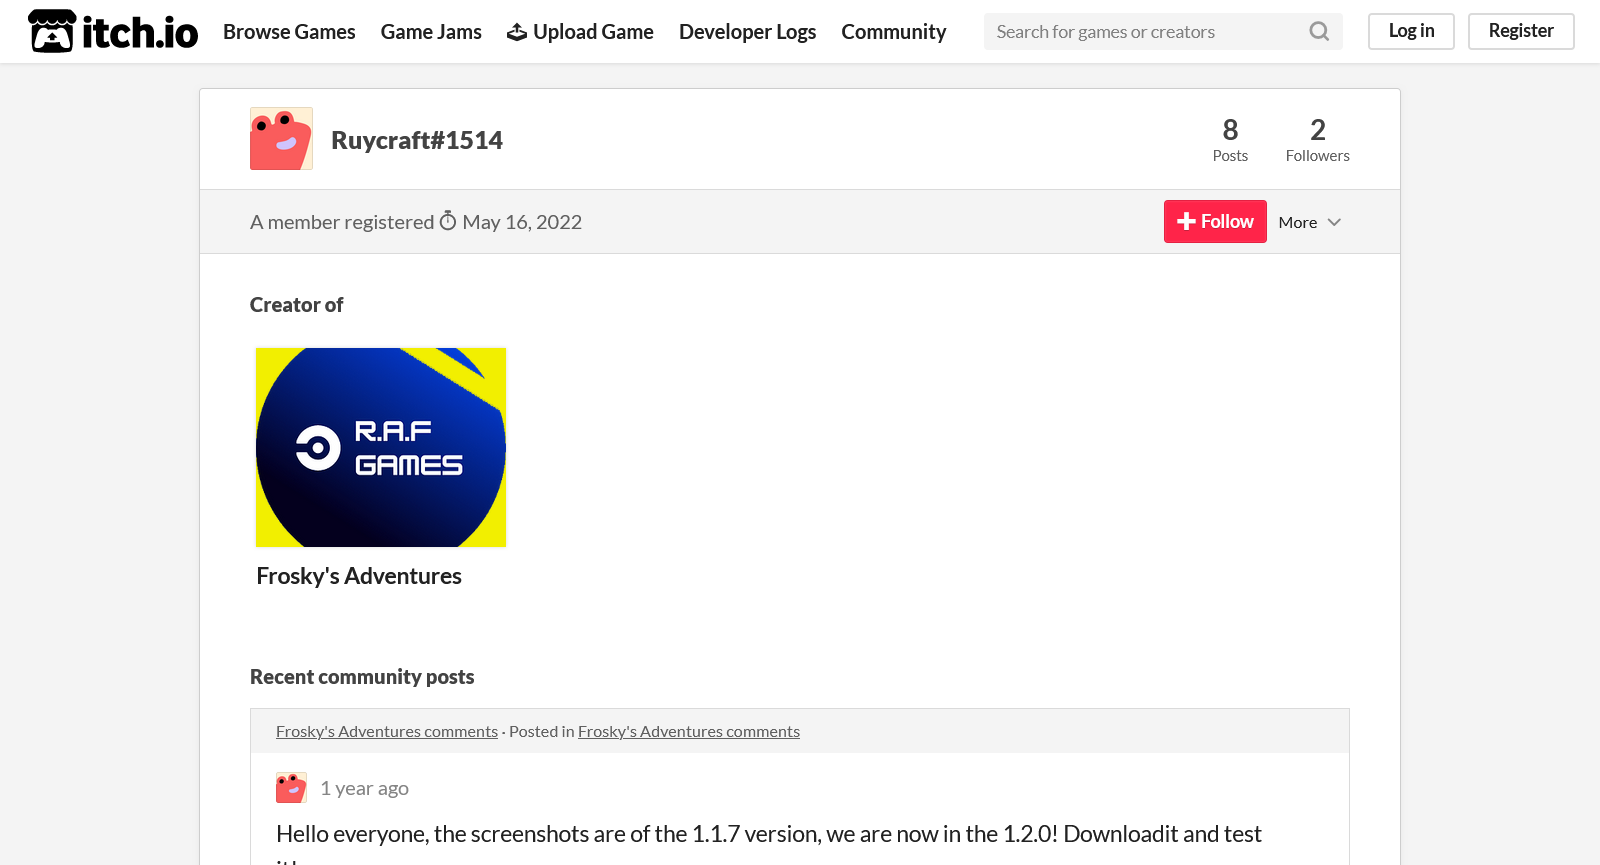 itch.io
Browse Games
Game Jams
Upload Game
Developer Logs
Community
Search for games or creators
Log in
Register
Ruycraft#1514
8
Posts
2
Followers
A member registered May 16, 2022
Follow
More
Creator of
R.A.F
GAMES
Frosky's Adventures
Recent community posts
Frosky's Adventures comments · Posted in Frosky's Adventures comments
1 year ago
Hello everyone, the screenshots are of the 1.1.7 version, we are now in the 1.2.0! Downloadit and test